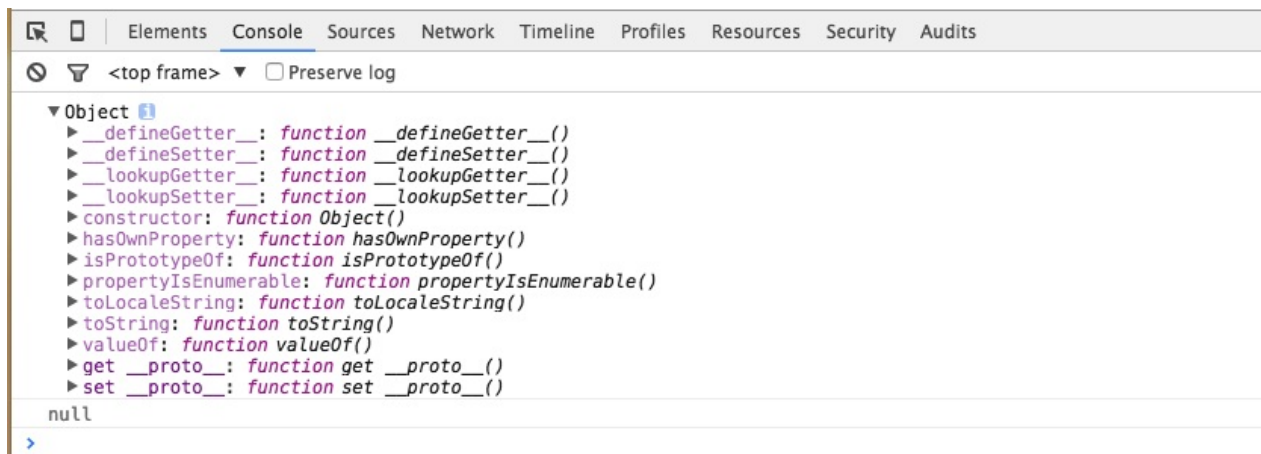 Elements Console Sources Network Timeline Profiles Resources Security Audits
<top frame> ▼ Preserve log
▼Object i
▶__defineGetter__: function __defineGetter__()
▶__defineSetter__: function __defineSetter__()
▶__lookupGetter__: function __lookupGetter__()
▶__lookupSetter__: function __lookupSetter__()
▶constructor: function Object()
▶hasOwnProperty: function hasOwnProperty()
▶isPrototypeOf: function isPrototypeOf()
▶propertyIsEnumerable: function propertyIsEnumerable()
▶toLocaleString: function toLocaleString()
▶toString: function toString()
▶valueOf: function valueOf()
▶get __proto__: function get __proto__()
▶set __proto__: function set __proto__()
null
>